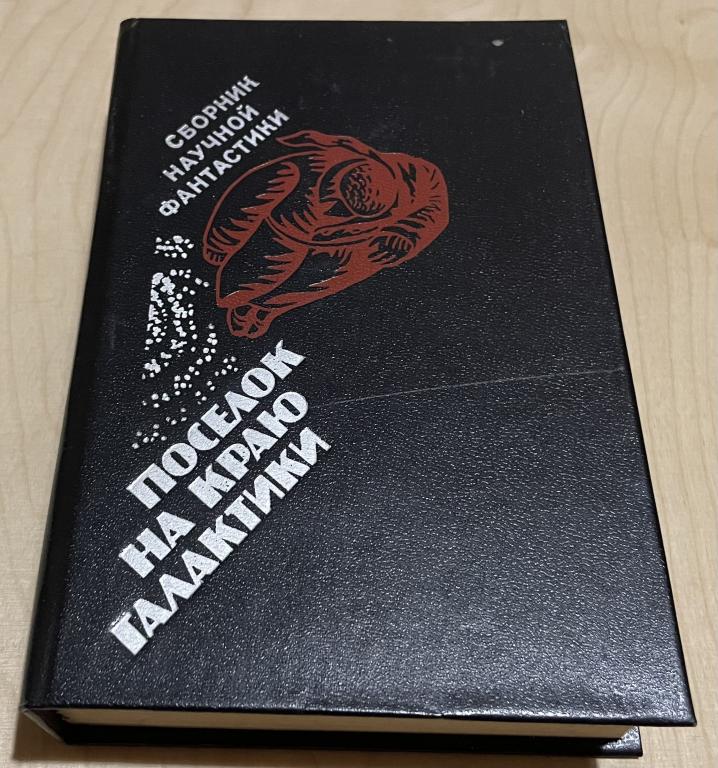 СБОРНИК
НАУЧНОЙ
ФАНТАСТИКИ
ПОСЕЛОК
НА КРАЮ
ГАЛАКТИКИ